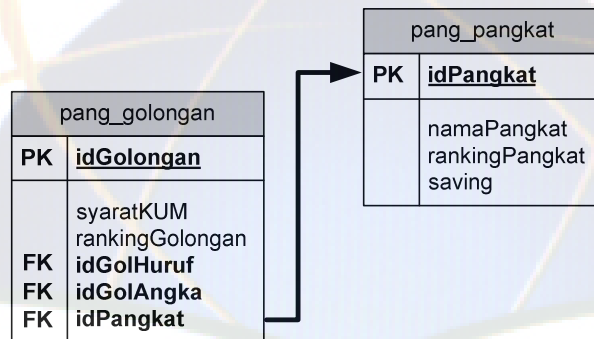 pang_pangkat
PK idPangkat
namaPangkat
rankingPangkat
saving
pang_golongan
PK idGolongan
syaratKUM
rankingGolongan
FK idGolHuruf
FK idGolAngka
FK idPangkat